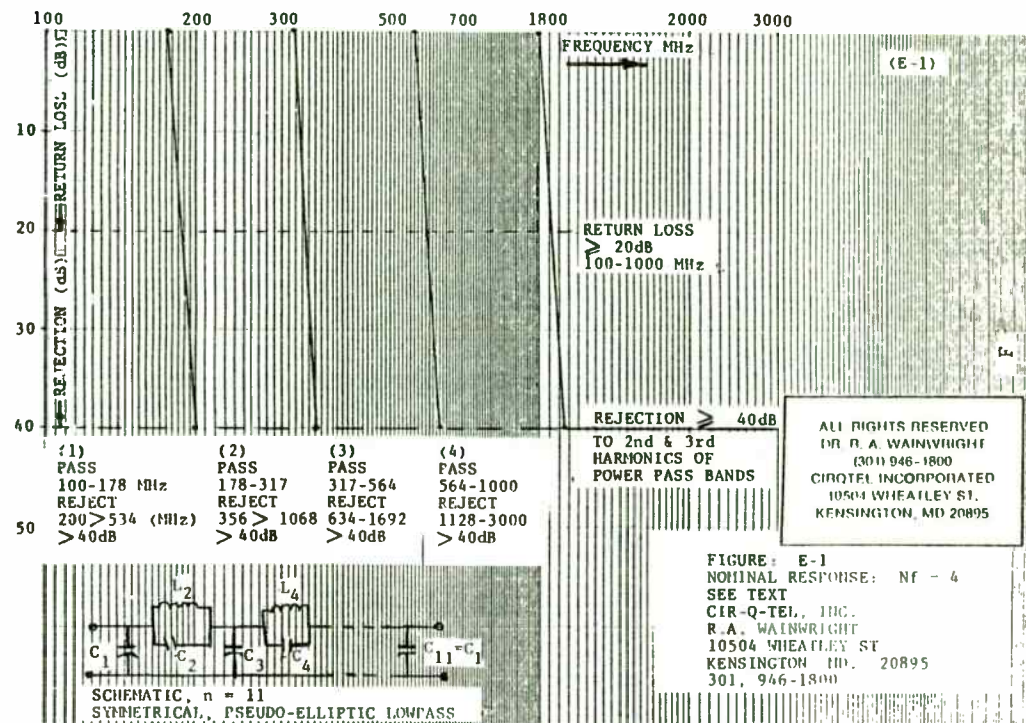 100 200 300 500 700 1800 2000 3000
FREQUENCY MHz
(E-1)
REJECTION (dB) RETURN LOSS (dB)
10
20
30
40
50
RETURN LOSS
≥ 20dB
100-1000 MHz
F
REJECTION ≥ 40dB
TO 2nd & 3rd
HARMONICS OF
POWER PASS BANDS
(1)
PASS
100-178 MHz
REJECT
200>534 (MHz)
>40dB
(2)
PASS
178-317
REJECT
356>1068
>40dB
(3)
PASS
317-564
REJECT
634-1692
>40dB
(4)
PASS
564-1000
REJECT
1128-3000
>40dB
ALL RIGHTS RESERVED
DR. R. A. WAINWRIGHT
(301) 946-1800
CIRQTEL INCORPORATED
10504 WHEATLEY ST.
KENSINGTON, MD 20895
FIGURE: E-1
NOMINAL RESPONSE: Nf - 4
SEE TEXT
CIR-Q-TEL, INC.
R.A. WAINWRIGHT
10504 WHEATLEY ST
KENSINGTON MD. 20895
301, 946-1800
L2 L4
C1 C2 C3 C4 C11=C1
SCHEMATIC, n = 11
SYMMETRICAL, PSEUDO-ELLIPTIC LOWPASS